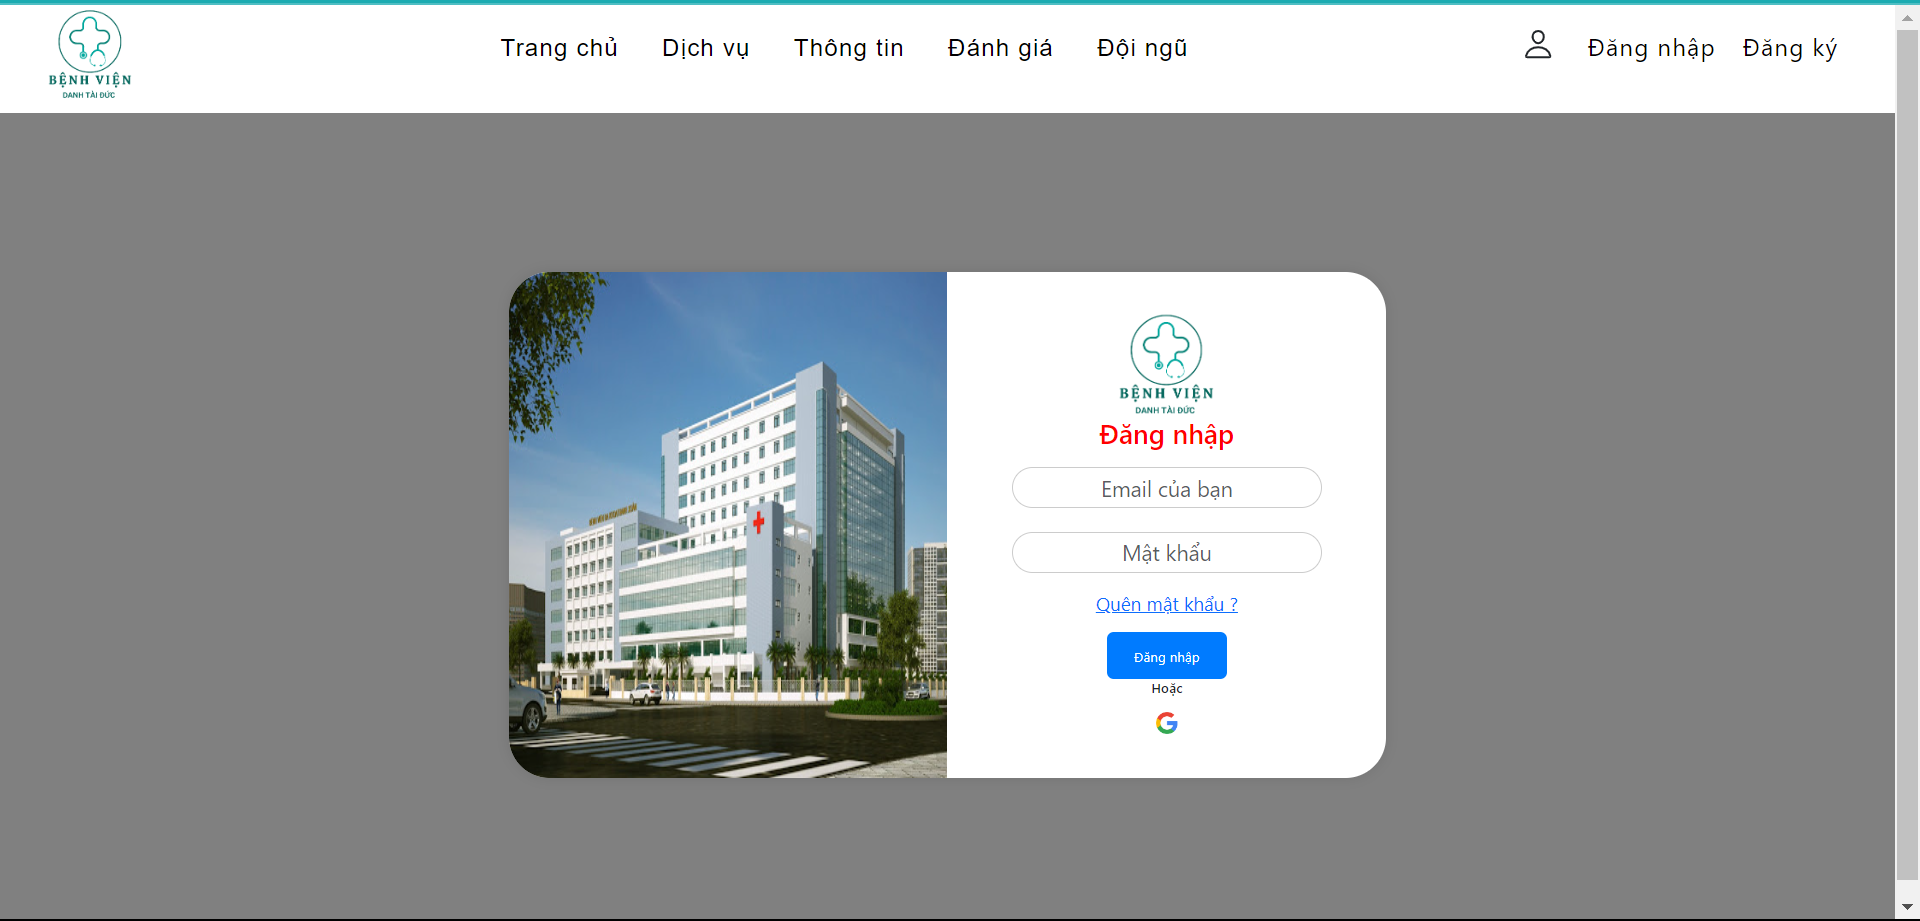 BỆNH VIỆN
DANH TÀI ĐỨC
Trang chủ Dịch vụ Thông tin Đánh giá Đội ngũ
Đăng nhập Đăng ký
BỆNH VIỆN
DANH TÀI ĐỨC
Đăng nhập
Email của bạn
Mật khẩu
Quên mật khẩu ?
Đăng nhập
Hoặc